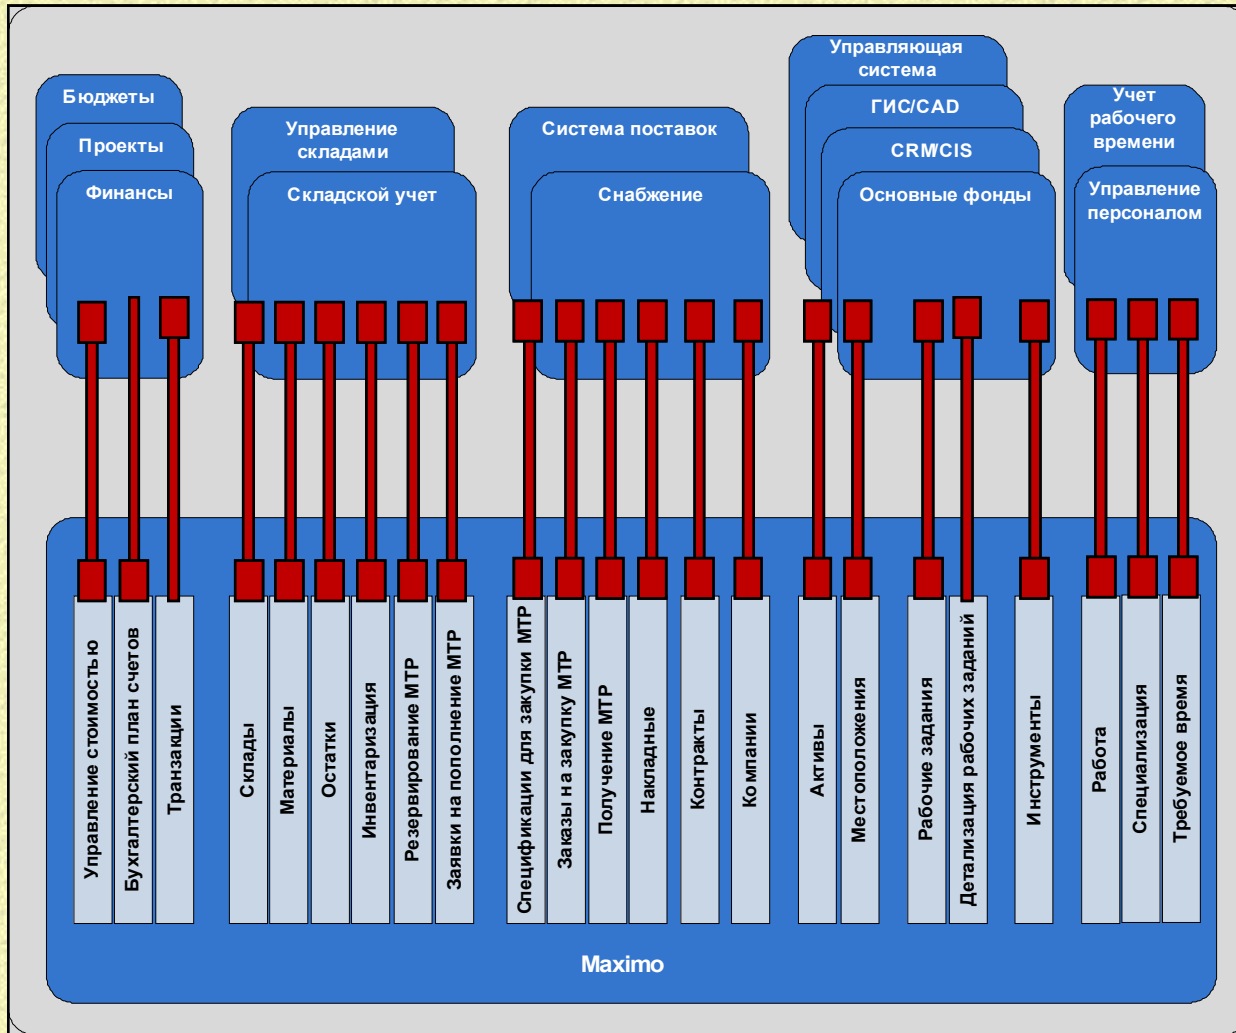 Бюджеты
Проекты
Финансы
Управление
складами
Складской учет
Система поставок
Снабжение
Управляющая
система
ГИС/CAD
CRM/CIS
Основные фонды
Учет
рабочего
времени
Управление
персоналом
Управление стоимостью
Бухгалтерский план счетов
Транзакции
Склады
Материалы
Остатки
Инвентаризация
Резервирование МТР
Заявки на пополнение МТР
Спецификации для закупки МТР
Заказы на закупку МТР
Получение МТР
Накладные
Контракты
Компании
Активы
Местоположения
Рабочие задания
Детализация рабочих заданий
Инструменты
Работа
Специализация
Требуемое время
Maximo